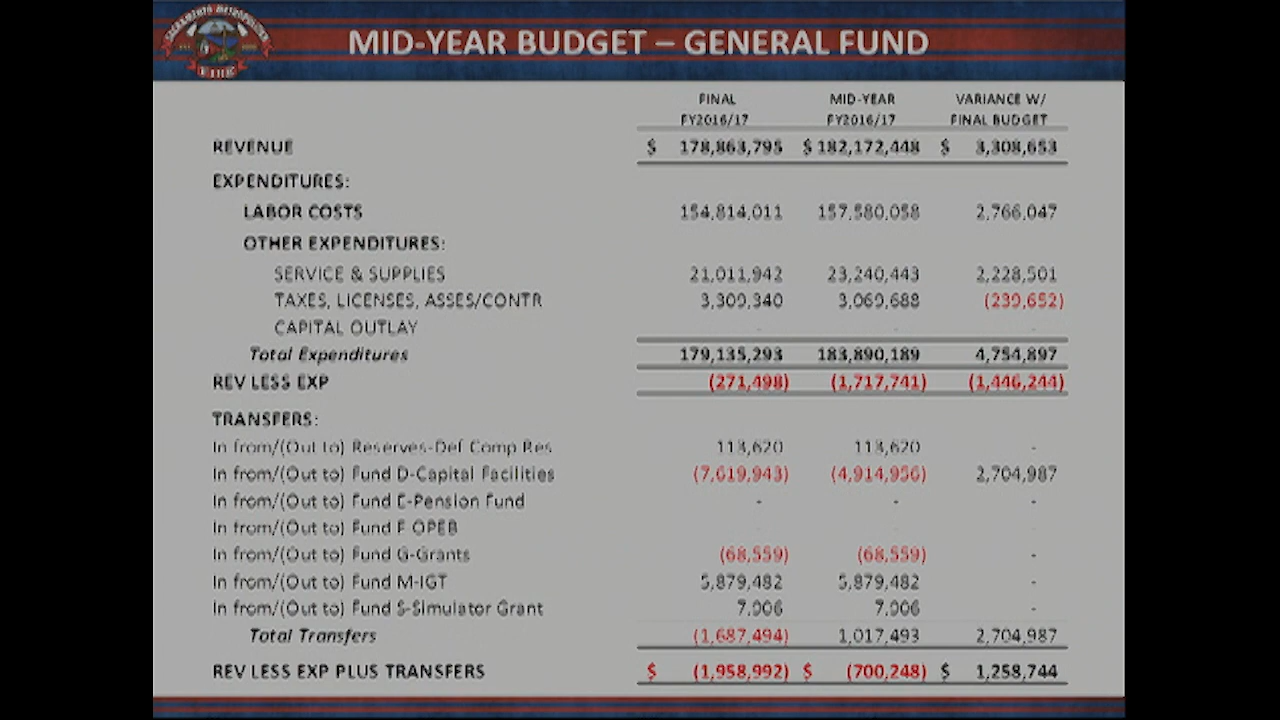 SACRAMENTO METROPOLITAN
FIRE
MID-YEAR BUDGET – GENERAL FUND
FINAL MID-YEAR VARIANCE W/
FY2016/17 FY2016/17 FINAL BUDGET
REVENUE $ 178,863,795 $ 182,172,448 $ 3,308,653
EXPENDITURES:
LABOR COSTS 154,814,011 157,580,058 2,766,047
OTHER EXPENDITURES:
SERVICE & SUPPLIES 21,011,942 23,240,443 2,228,501
TAXES, LICENSES, ASSES/CONTR 3,309,340 3,069,688 (239,652)
CAPITAL OUTLAY - - -
Total Expenditures 179,135,293 183,890,189 4,754,897
REV LESS EXP (271,498) (1,717,741) (1,446,244)
TRANSFERS:
In from/(Out to) Reserves-Def Comp Res 113,620 113,620 -
In from/(Out to) Fund D-Capital Facilities (7,619,943) (4,914,956) 2,704,987
In from/(Out to) Fund E-Pension Fund - - -
In from/(Out to) Fund F OPEB
In from/(Out to) Fund G-Grants (68,559) (68,559) -
In from/(Out to) Fund M-IGT 5,879,482 5,879,482 -
In from/(Out to) Fund S-Simulator Grant 7,006 7,006 -
Total Transfers (1,687,494) 1,017,493 2,704,987
REV LESS EXP PLUS TRANSFERS $ (1,958,992) $ (700,248) $ 1,258,744